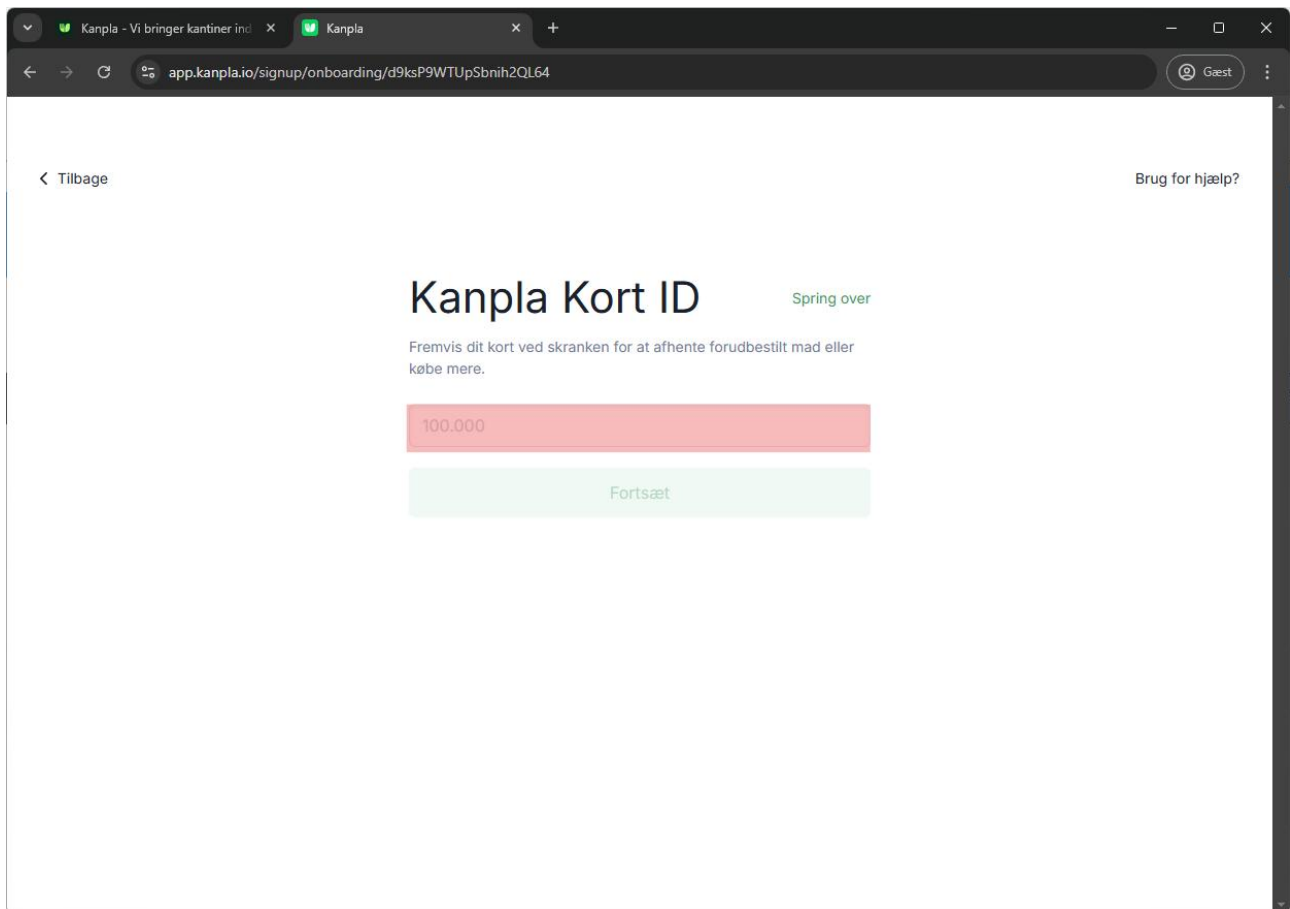 Kanpla - Vi bringer kantiner ind
Kanpla
app.kanpla.io/signup/onboarding/d9ksP9WTUpSbnih2QL64
Gæst
Tilbage
Brug for hjælp?
Kanpla Kort ID
Spring over
Fremvis dit kort ved skranken for at afhente forudbestilt mad eller
købe mere.
100.000
Fortsæt